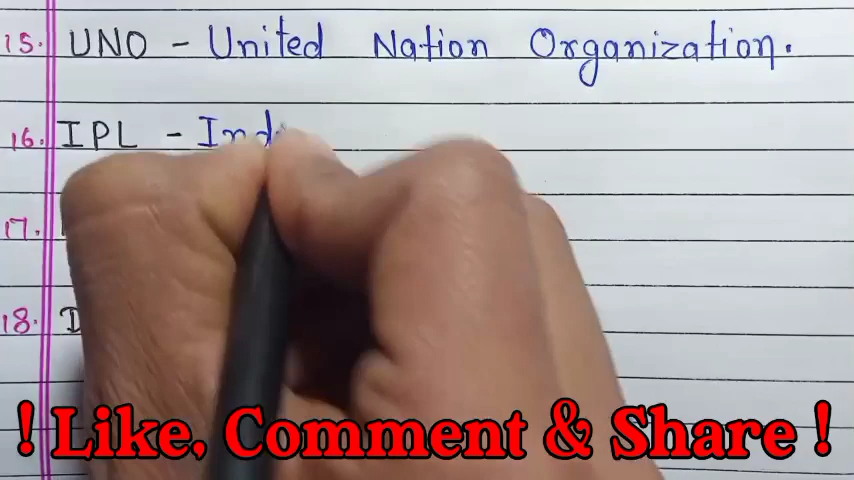 15. UNO - United Nation Organization.
16. IPL - Ind
17.
18. D
! Like, Comment & Share !